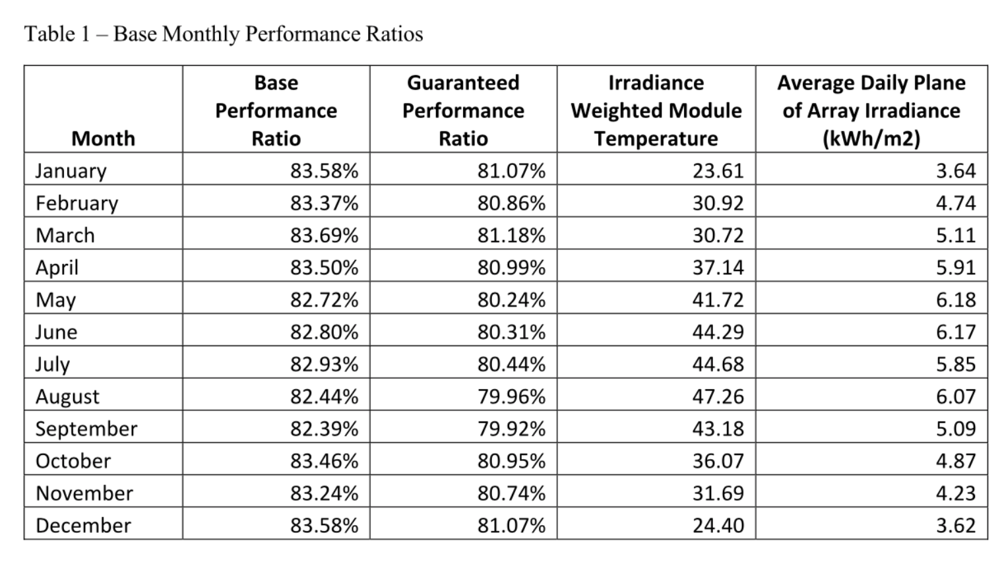 Table 1 – Base Monthly Performance Ratios
Month Base Performance Ratio Guaranteed Performance Ratio Irradiance Weighted Module Temperature Average Daily Plane of Array Irradiance (kWh/m2)
January 83.58% 81.07% 23.61 3.64
February 83.37% 80.86% 30.92 4.74
March 83.69% 81.18% 30.72 5.11
April 83.50% 80.99% 37.14 5.91
May 82.72% 80.24% 41.72 6.18
June 82.80% 80.31% 44.29 6.17
July 82.93% 80.44% 44.68 5.85
August 82.44% 79.96% 47.26 6.07
September 82.39% 79.92% 43.18 5.09
October 83.46% 80.95% 36.07 4.87
November 83.24% 80.74% 31.69 4.23
December 83.58% 81.07% 24.40 3.62